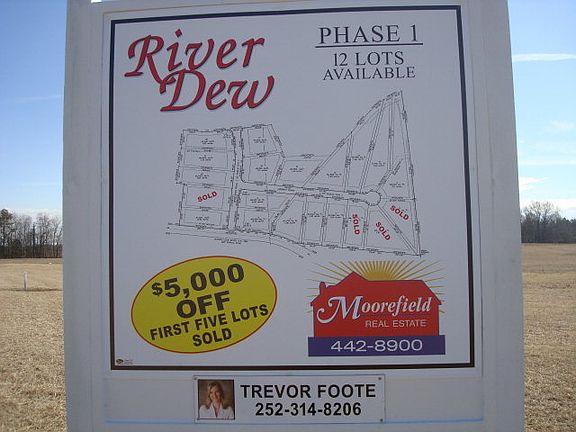 River
Dew
PHASE 1
12 LOTS
AVAILABLE
SOLD
SOLD
SOLD
SOLD
$5,000
OFF
FIRST FIVE LOTS
SOLD
Moorefield
REAL ESTATE
442-8900
TREVOR FOOTE
252-314-8206